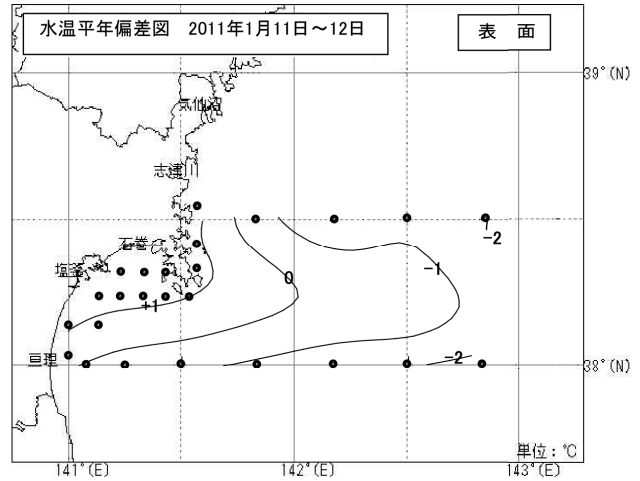 水温平年偏差図 2011年1月11日～12日
表 面
39°(N)
気仙沼
志津川
石巻
-2
塩釜
0
-1
+1
亘理
-2
38°(N)
単位：℃
141°(E)
142°(E)
143°(E)